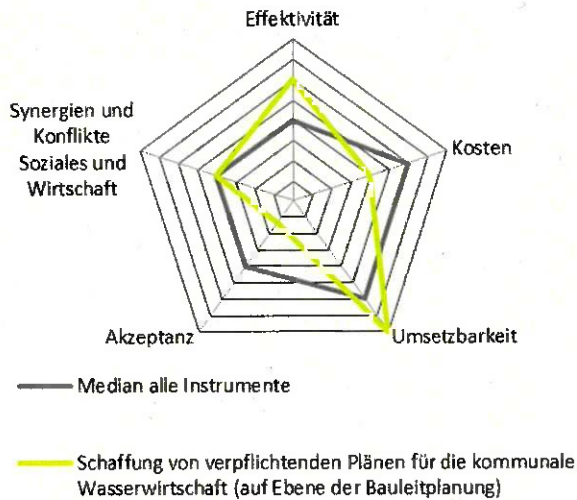 Effektivität
Synergien und
Konflikte
Soziales und
Wirtschaft
Kosten
Akzeptanz
Umsetzbarkeit
Median alle Instrumente
Schaffung von verpflichtenden Plänen für die kommunale
Wasserwirtschaft (auf Ebene der Bauleitplanung)